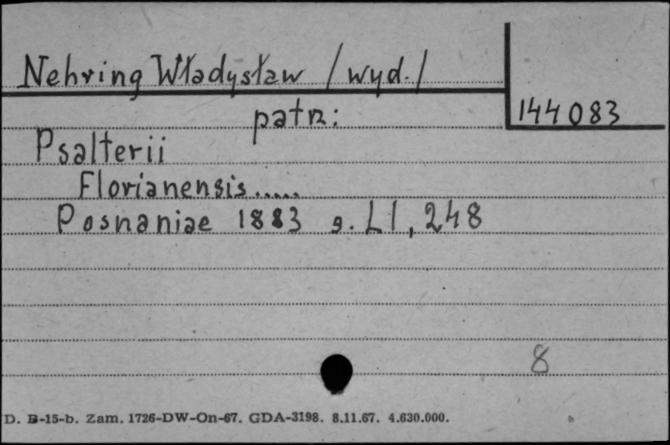 Nehring Władysław /wyd./
144083
patrz:
Psalterii
Florianensis.....
Posnaniae 1883 s. LI, 248
8
D. B-15-b. Zam. 1726-DW-On-67. GDA-3198. 8.11.67. 4.630.000.